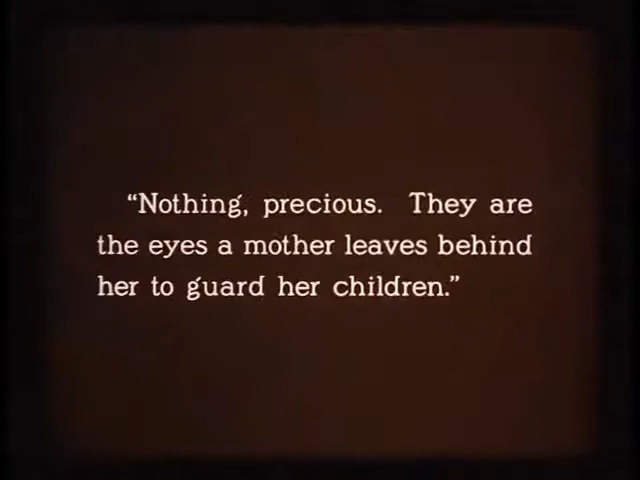 “Nothing, precious. They are
the eyes a mother leaves behind
her to guard her children.”